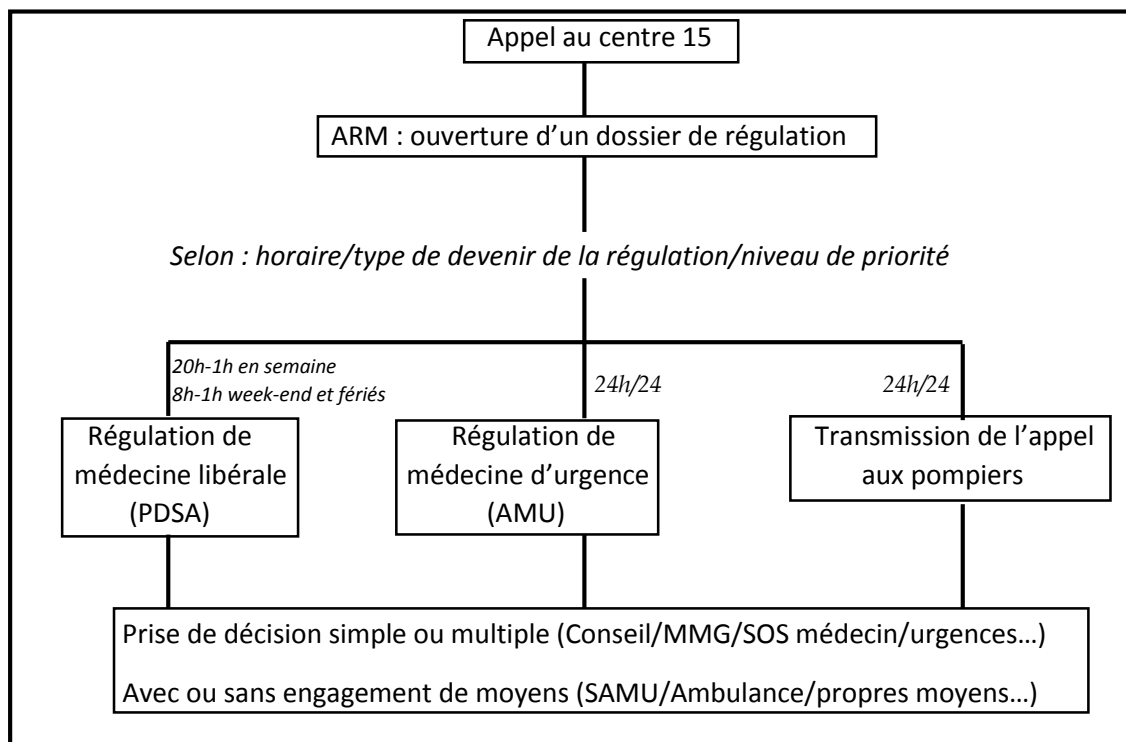 Appel au centre 15
ARM : ouverture d’un dossier de régulation
Selon : horaire/type de devenir de la régulation/niveau de priorité
20h-1h en semaine
8h-1h week-end et fériés
24h/24
24h/24
Régulation de
médecine libérale
(PDSA)
Régulation de
médecine d’urgence
(AMU)
Transmission de l’appel
aux pompiers
Prise de décision simple ou multiple (Conseil/MMG/SOS médecin/urgences…)
Avec ou sans engagement de moyens (SAMU/Ambulance/propres moyens…)